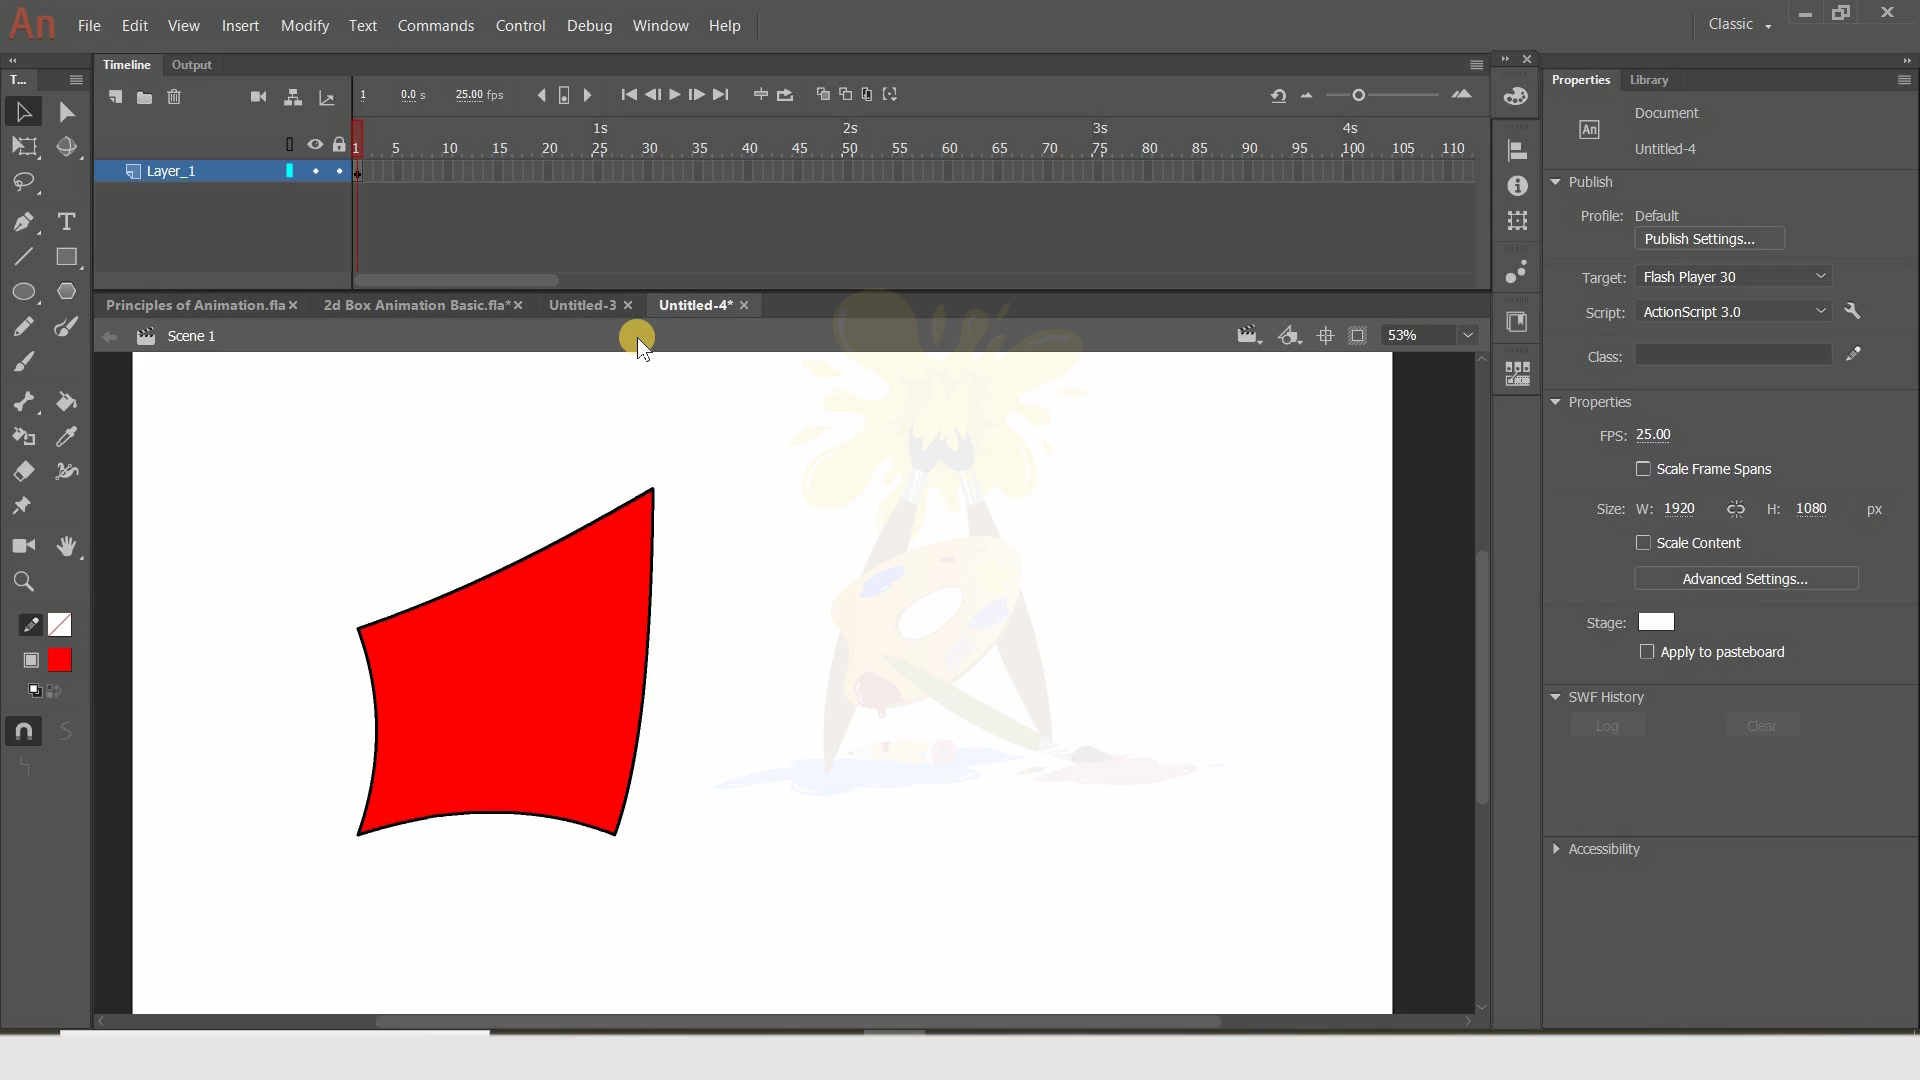 An File Edit View Insert Modify Text Commands Control Debug Window Help Classic
T... Timeline Output Properties Library
1 0.0 s 25.00 fps
Document
Untitled-4
1s 2s 3s 4s
1 5 10 15 20 25 30 35 40 45 50 55 60 65 70 75 80 85 90 95 100 105 110
Layer_1
Publish
Profile: Default
Publish Settings...
Target: Flash Player 30
Principles of Animation.fla 2d Box Animation Basic.fla* Untitled-3 Untitled-4*
Script: ActionScript 3.0
Scene 1 53%
Class:
Properties
FPS: 25.00
Scale Frame Spans
Size: W: 1920 H: 1080 px
Scale Content
Advanced Settings...
Stage:
Apply to pasteboard
SWF History
Log Clear
Accessibility